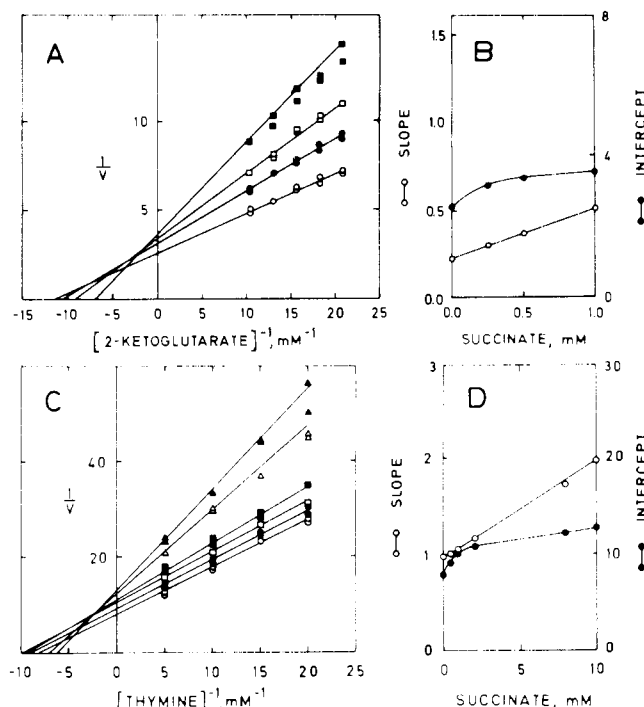 A
10
5
1
V
-15 -10 -5 0 5 10 15 20 25
[2-KETOGLUTARATE]⁻¹, mM⁻¹
B
1.5
1.0
0.5
0.0
SLOPE
8
4
0
INTERCEPT
0.0 0.5 1.0
SUCCINATE, mM
C
40
20
1
V
-10 -5 0 5 10 15 20 25
[THYMINE]⁻¹, mM⁻¹
D
3
2
1
0
SLOPE
30
20
10
0
INTERCEPT
0 5 10
SUCCINATE, mM